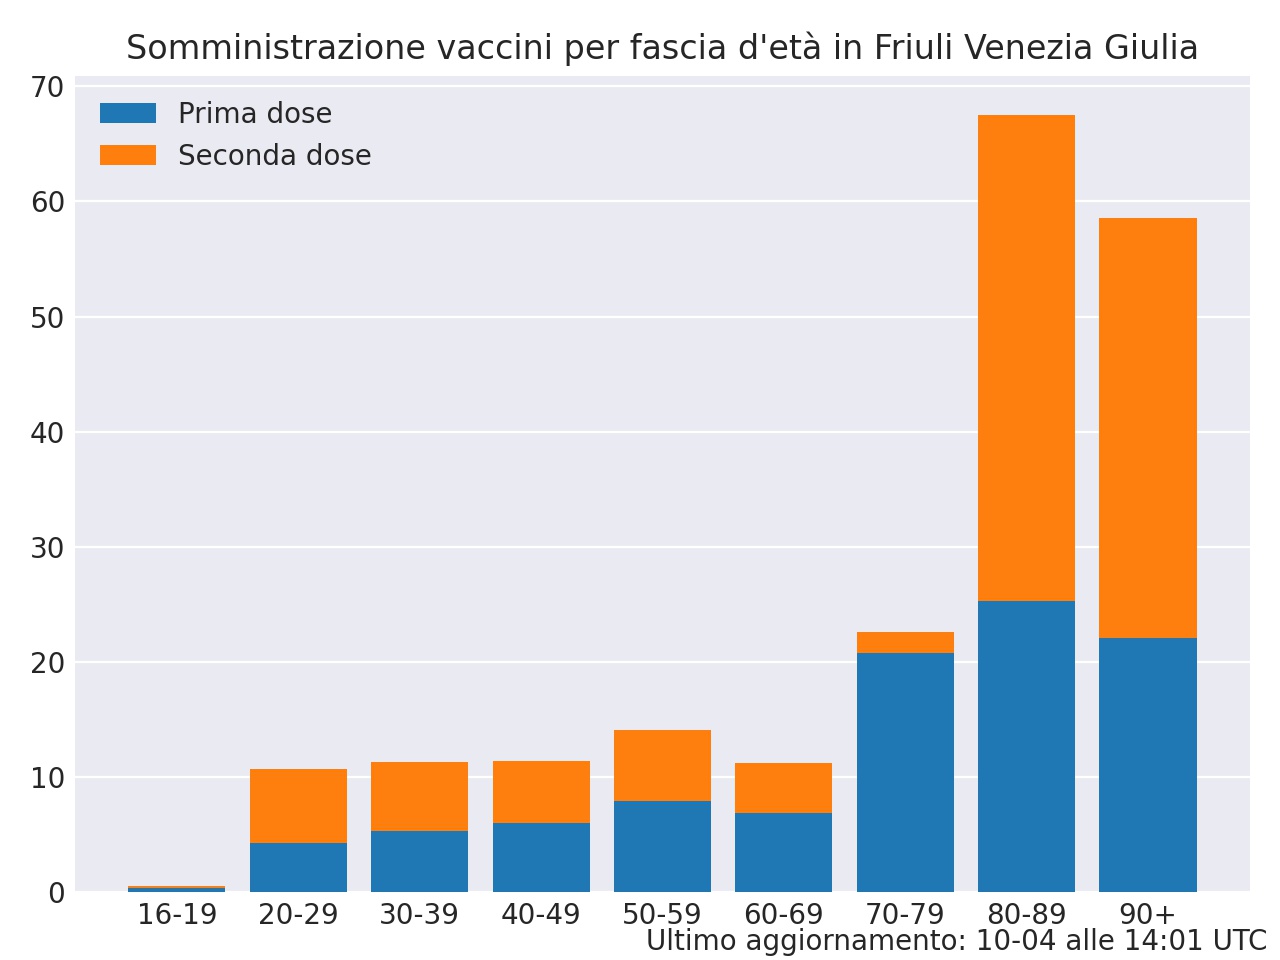 Somministrazione vaccini per fascia d'età in Friuli Venezia Giulia
70
Prima dose
Seconda dose
60
50
40
30
20
10
0
16-19 20-29 30-39 40-49 50-59 60-69 70-79 80-89 90+
Ultimo aggiornamento: 10-04 alle 14:01 UTC